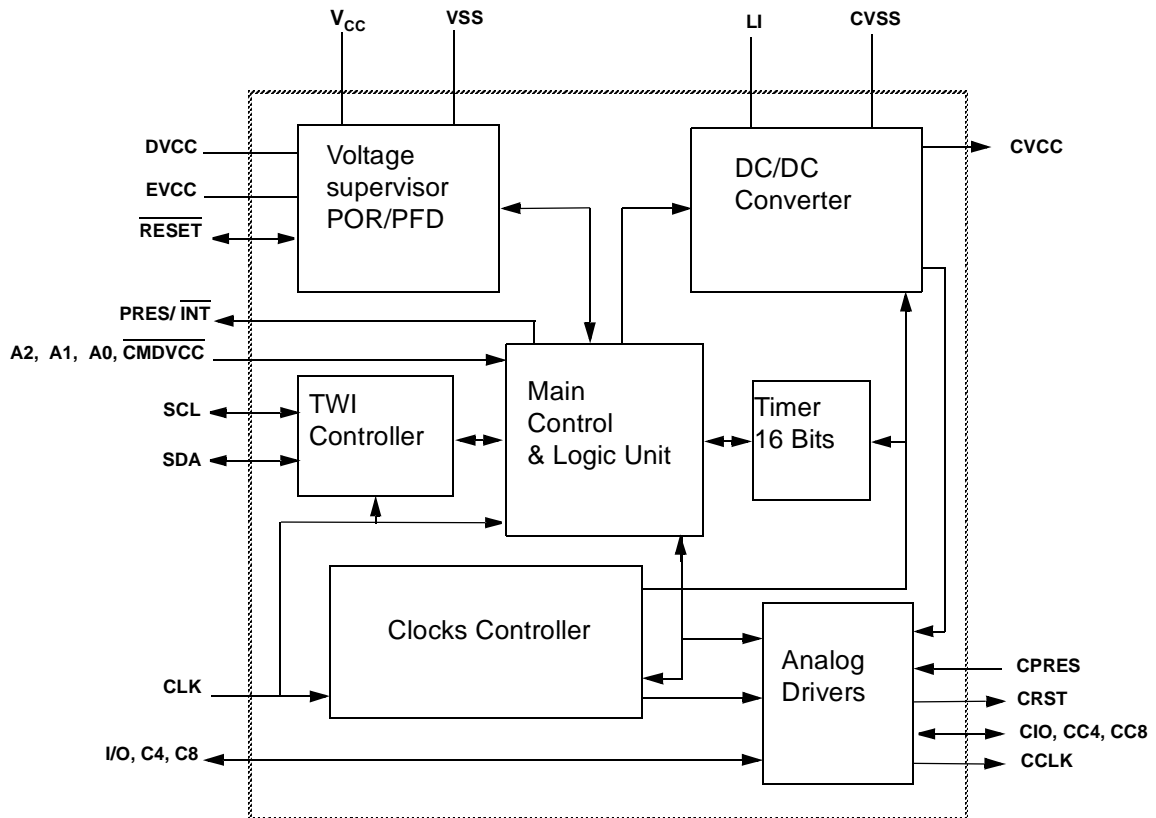 VCC
VSS
LI
CVSS
DVCC
EVCC
RESET
Voltage
supervisor
POR/PFD
DC/DC
Converter
CVCC
PRES/ INT
A2, A1, A0, CMDVCC
SCL
SDA
TWI
Controller
Main
Control
& Logic Unit
Timer
16 Bits
Clocks Controller
Analog
Drivers
CLK
I/O, C4, C8
CPRES
CRST
CIO, CC4, CC8
CCLK